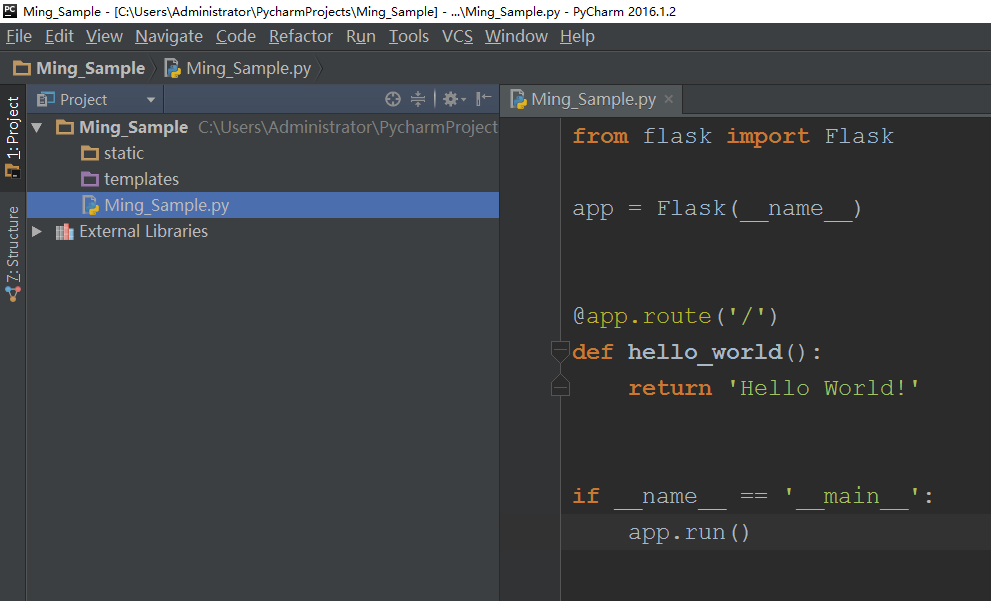 PC Ming_Sample - [C:\Users\Administrator\PycharmProjects\Ming_Sample] - ...\Ming_Sample.py - PyCharm 2016.1.2
File Edit View Navigate Code Refactor Run Tools VCS Window Help
Ming_Sample Ming_Sample.py
1: Project
Z: Structure
Project
Ming_Sample C:\Users\Administrator\PycharmProject
static
templates
Ming_Sample.py
External Libraries
Ming_Sample.py ×
from flask import Flask
app = Flask(__name__)
@app.route('/')
def hello_world():
return 'Hello World!'
if __name__ == '__main__':
app.run()